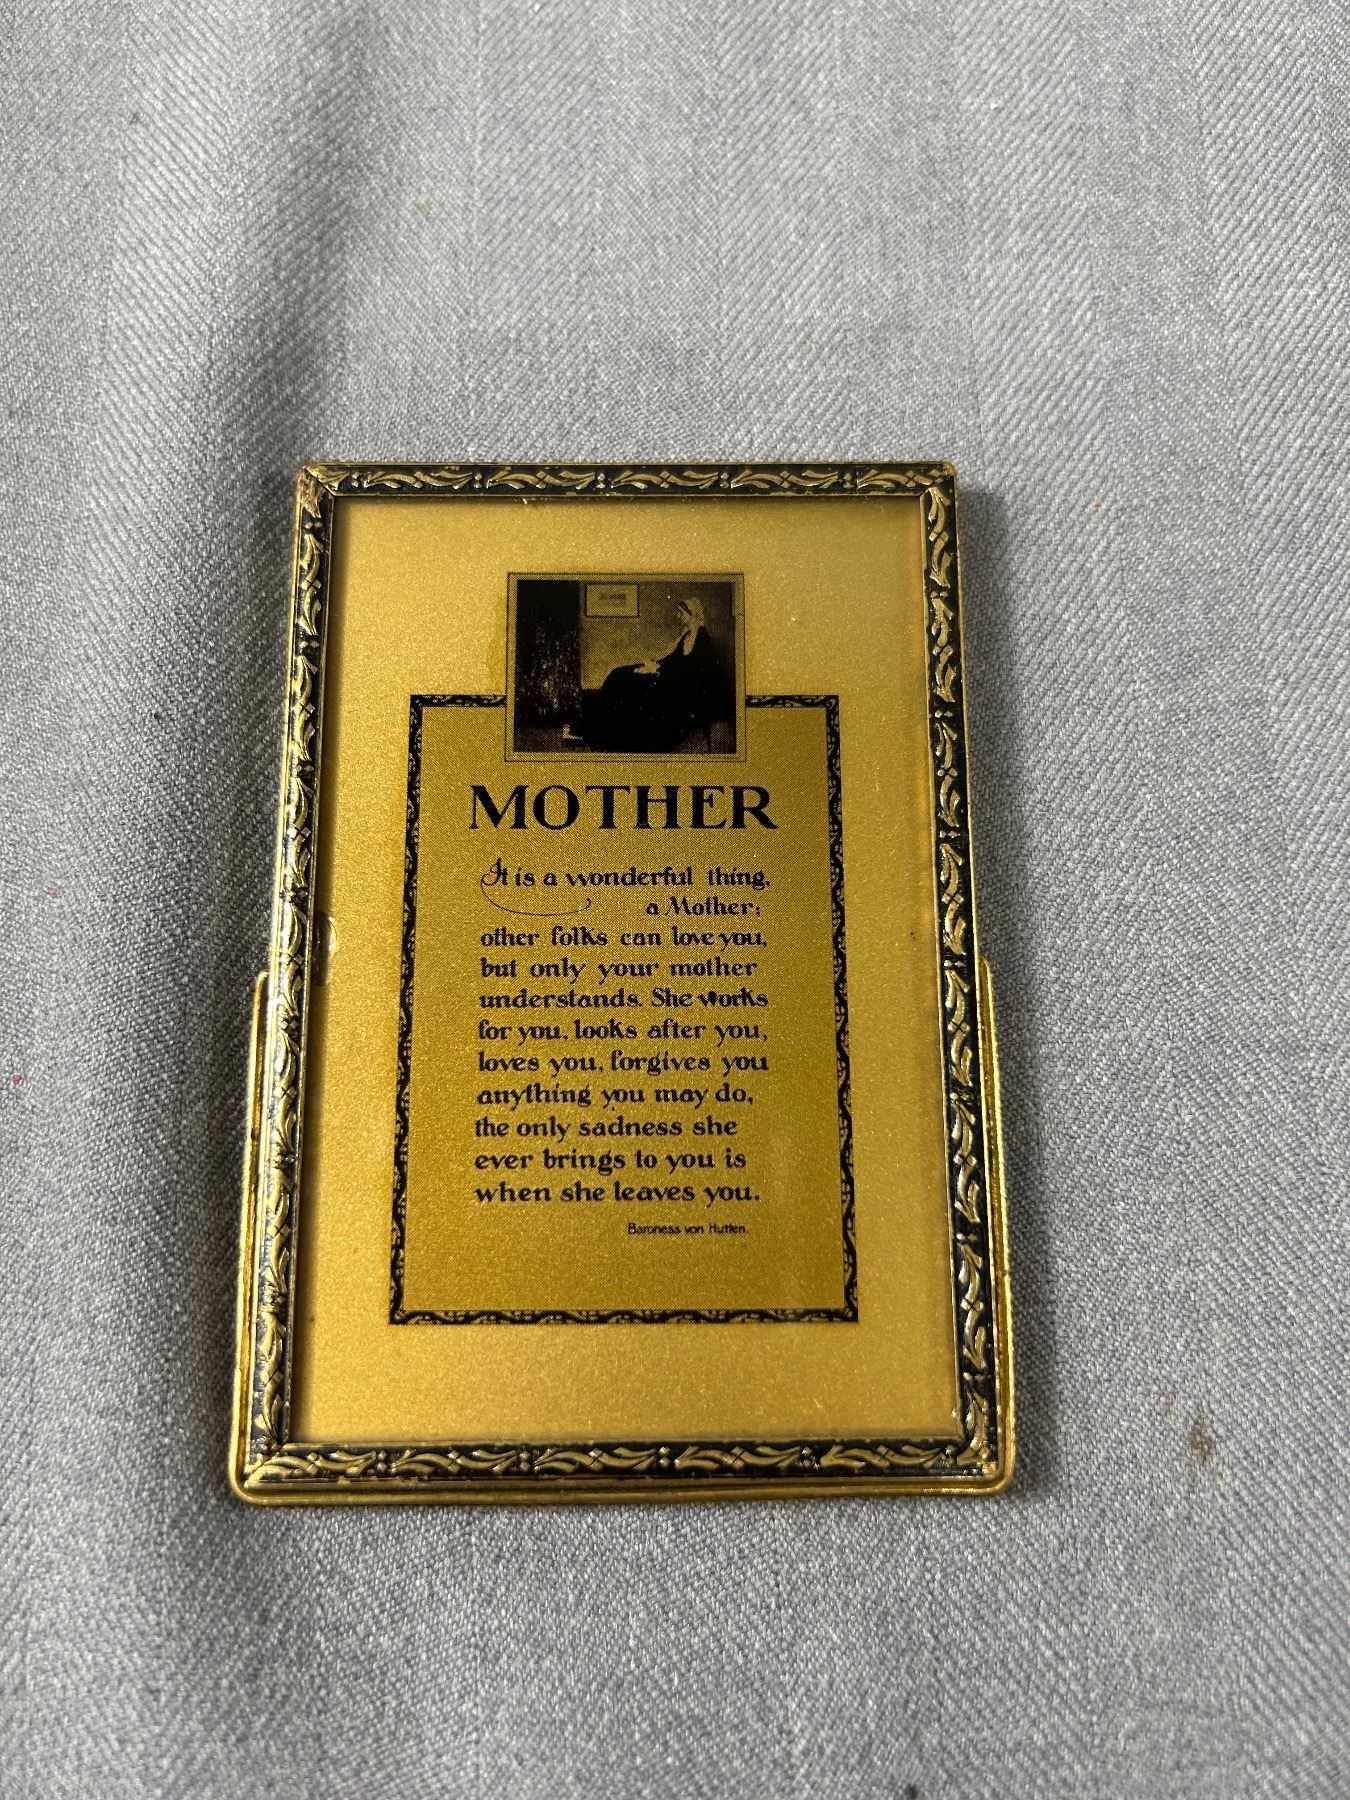 MOTHER
It is a wonderful thing,
a Mother;
other folks can love you,
but only your mother
understands. She works
for you, looks after you,
loves you, forgives you
anything you may do,
the only sadness she
ever brings to you is
when she leaves you.
Baroness von Hutten.